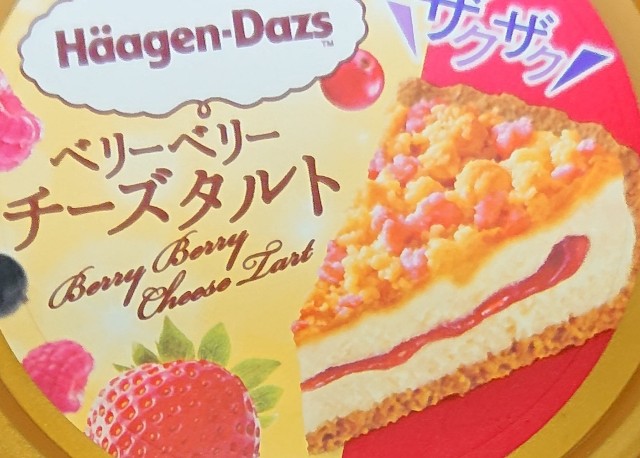 Häagen-Dazs™
ザクザク
ベリーベリー
チーズタルト
Berry Berry
Cheese Tart